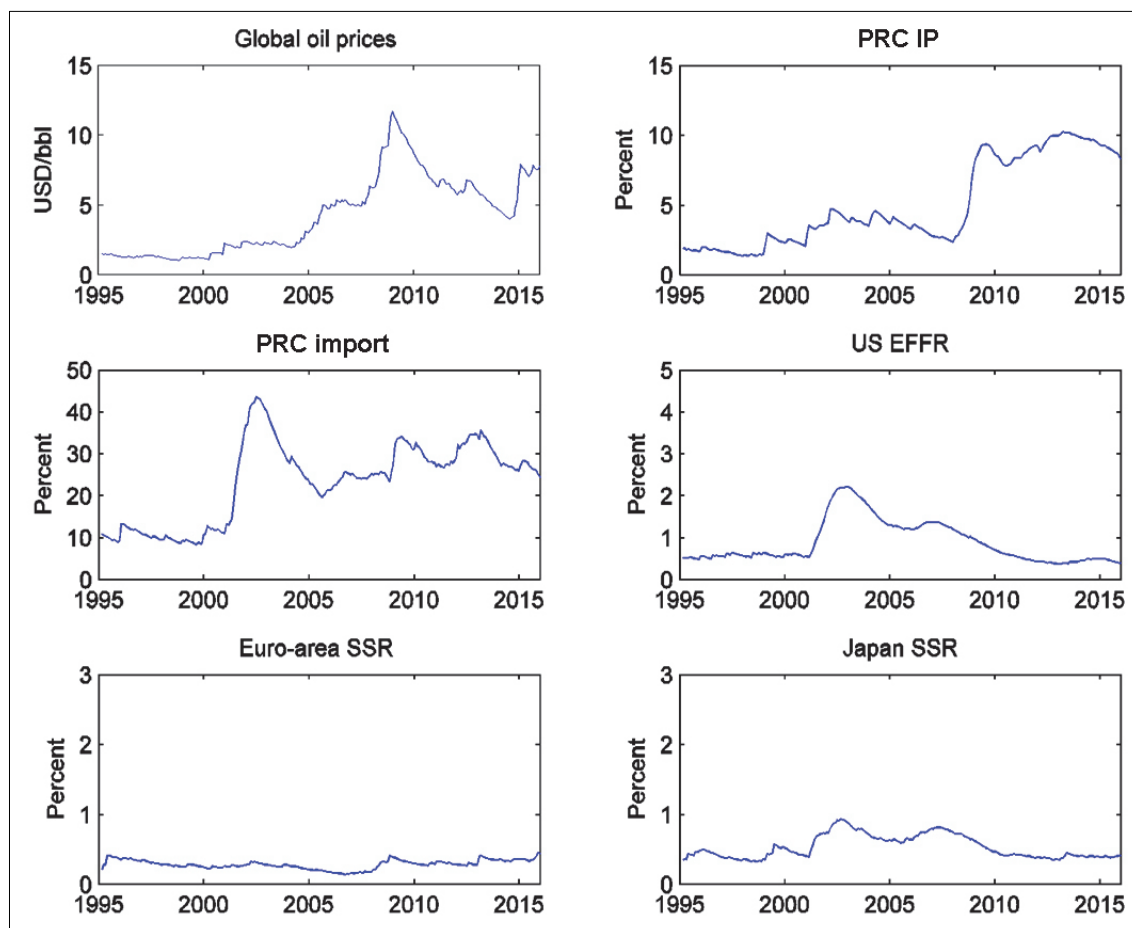 Global oil prices
15
10
5
0
USD/bbl
1995 2000 2005 2010 2015
PRC IP
15
10
5
0
Percent
1995 2000 2005 2010 2015
PRC import
50
40
30
20
10
0
Percent
1995 2000 2005 2010 2015
US EFFR
5
4
3
2
1
0
Percent
1995 2000 2005 2010 2015
Euro-area SSR
3
2
1
0
Percent
1995 2000 2005 2010 2015
Japan SSR
3
2
1
0
Percent
1995 2000 2005 2010 2015